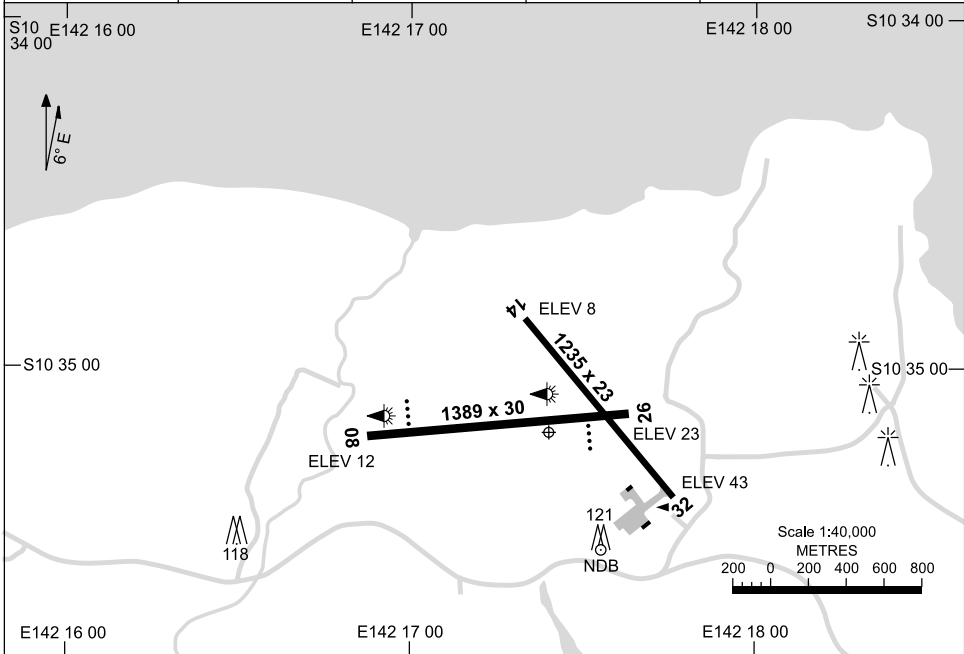 S10
34 00
E142 16 00
E142 17 00
E142 18 00
S10 34 00
6° E
14
ELEV 8
1235 x 23
S10 35 00
S10 35 00
1389 x 30
26
08
ELEV 23
ELEV 12
ELEV 43
32
121
NDB
118
Scale 1:40,000
METRES
200 0 200 400 600 800
E142 16 00
E142 17 00
E142 18 00